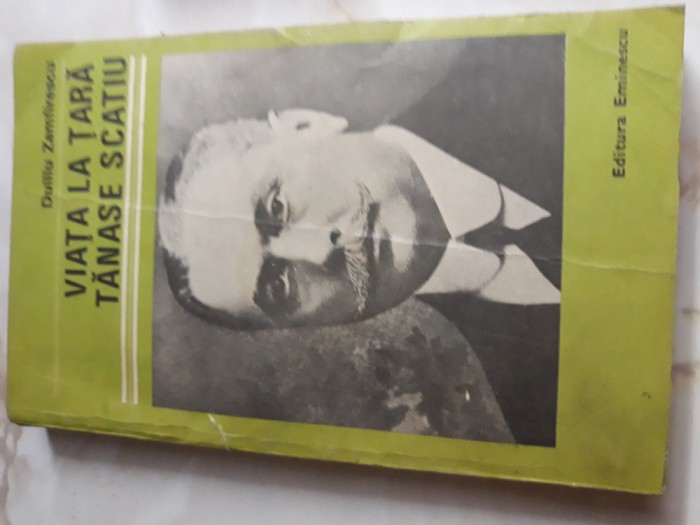 Duiliu Zamfirescu
VIAȚA LA ȚARĂ
TĂNASE SCATIU
Editura Eminescu